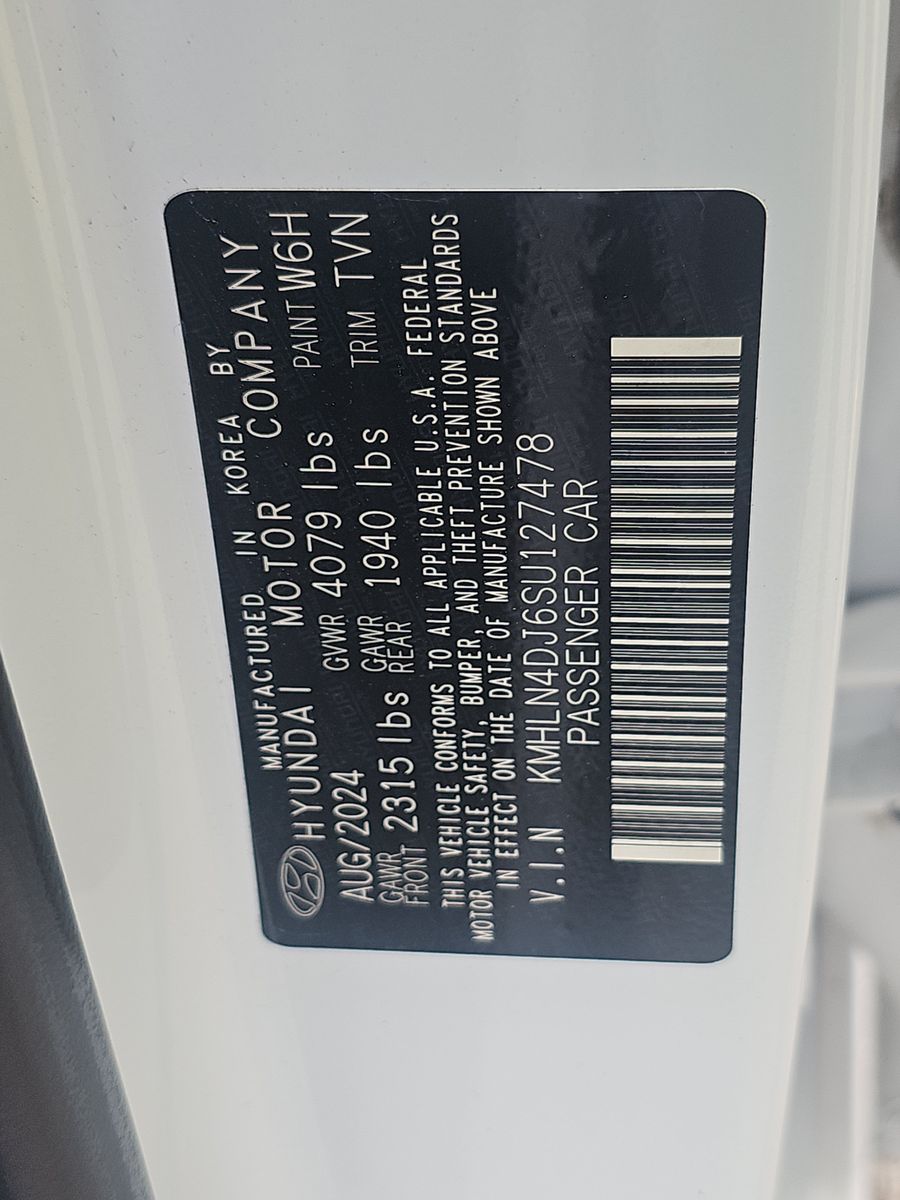 MANUFACTURED IN KOREA BY
HYUNDAI MOTOR COMPANY
AUG/2024 GVWR 4079 lbs PAINT W6H
GAWR FRONT 2315 lbs GAWR REAR 1940 lbs TRIM TVN
THIS VEHICLE CONFORMS TO ALL APPLICABLE U.S.A. FEDERAL
MOTOR VEHICLE SAFETY, BUMPER, AND THEFT PREVENTION STANDARDS
IN EFFECT ON THE DATE OF MANUFACTURE SHOWN ABOVE
V.I.N KMHLN4DJ6SU127478
PASSENGER CAR